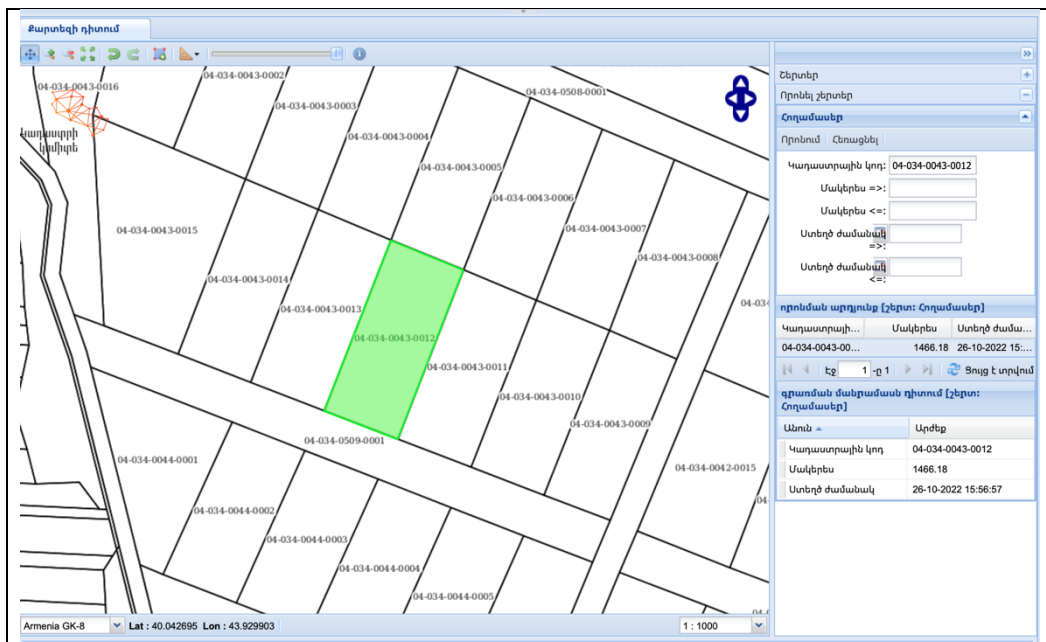 Քարտեզի դիտում
04-034-0043-0002
04-034-0043-0016
04-034-0508-0001
04-034-0043-0003
04-034-0043-0004
Կադաստրի
կոմիտե
04-034-0043-0005
04-034-0043-0006
04-034-0043-0015
04-034-0043-0007
04-034-0043-0008
04-034-0043-0014
04-034-0043-0013
04-034-0043-0012
04-034-0043-0011
04-034-0043-0010
04-034-0043-0009
04-034-0509-0001
04-034-0044-0001
04-034-0042-0015
04-034-0044-0002
04-034-0044-0003
04-034-0044-0004
04-034-0044-0005
Armenia GK-8 Lat : 40.042695 Lon : 43.929903 1 : 1000
Շերտեր
Որոնել շերտեր
Հողամասեր
Որոնում Հեռացնել
Կադաստրային կոդ: 04-034-0043-0012
Մակերես =>:
Մակերես <=:
Ստեղծ ժամանակ
=>:
Ստեղծ ժամանակ
<=:
որոնման արդյունք [շերտ: Հողամասեր]
Կադաստրայի... Մակերես Ստեղծ ժամա...
04-034-0043-00... 1466.18 26-10-2022 15:...
Էջ 1 -ը 1 Ցույց է տրվում
գրառման մանրամասն դիտում [շերտ:
Հողամասեր]
Անուն Արժեք
Կադաստրային կոդ 04-034-0043-0012
Մակերես 1466.18
Ստեղծ ժամանակ 26-10-2022 15:56:57